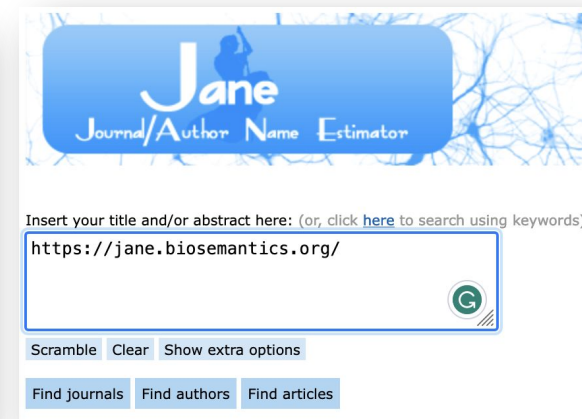 Jane
Journal/Author Name Estimator
Insert your title and/or abstract here: (or, click here to search using keywords)
https://jane.biosemantics.org/
Scramble Clear Show extra options
Find journals Find authors Find articles